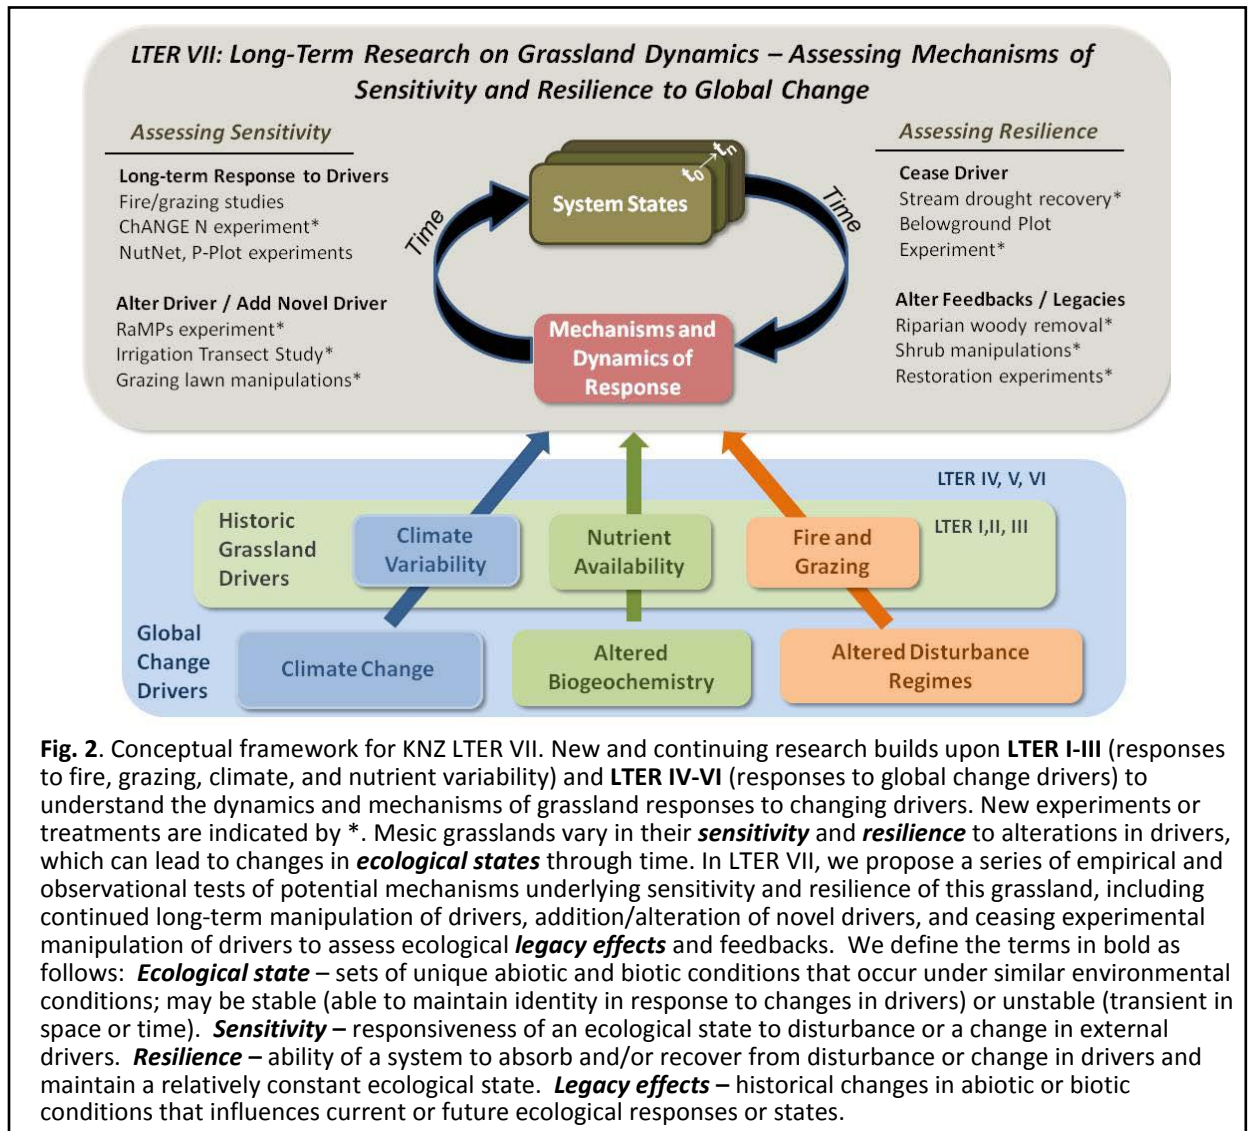 LTER VII: Long-Term Research on Grassland Dynamics – Assessing Mechanisms of
Sensitivity and Resilience to Global Change
Assessing Sensitivity
Long-term Response to Drivers
Fire/grazing studies
ChANGE N experiment*
NutNet, P-Plot experiments
Alter Driver / Add Novel Driver
RaMPs experiment*
Irrigation Transect Study*
Grazing lawn manipulations*
Time
System States
t0→tn
Time
Mechanisms and
Dynamics of
Response
Assessing Resilience
Cease Driver
Stream drought recovery*
Belowground Plot
Experiment*
Alter Feedbacks / Legacies
Riparian woody removal*
Shrub manipulations*
Restoration experiments*
LTER IV, V, VI
Historic
Grassland
Drivers
Climate
Variability
Nutrient
Availability
Fire and
Grazing
LTER I,II, III
Global
Change
Drivers
Climate Change
Altered
Biogeochemistry
Altered Disturbance
Regimes
Fig. 2. Conceptual framework for KNZ LTER VII. New and continuing research builds upon LTER I-III (responses
to fire, grazing, climate, and nutrient variability) and LTER IV-VI (responses to global change drivers) to
understand the dynamics and mechanisms of grassland responses to changing drivers. New experiments or
treatments are indicated by *. Mesic grasslands vary in their sensitivity and resilience to alterations in drivers,
which can lead to changes in ecological states through time. In LTER VII, we propose a series of empirical and
observational tests of potential mechanisms underlying sensitivity and resilience of this grassland, including
continued long-term manipulation of drivers, addition/alteration of novel drivers, and ceasing experimental
manipulation of drivers to assess ecological legacy effects and feedbacks. We define the terms in bold as
follows: Ecological state – sets of unique abiotic and biotic conditions that occur under similar environmental
conditions; may be stable (able to maintain identity in response to changes in drivers) or unstable (transient in
space or time). Sensitivity – responsiveness of an ecological state to disturbance or a change in external
drivers. Resilience – ability of a system to absorb and/or recover from disturbance or change in drivers and
maintain a relatively constant ecological state. Legacy effects – historical changes in abiotic or biotic
conditions that influences current or future ecological responses or states.